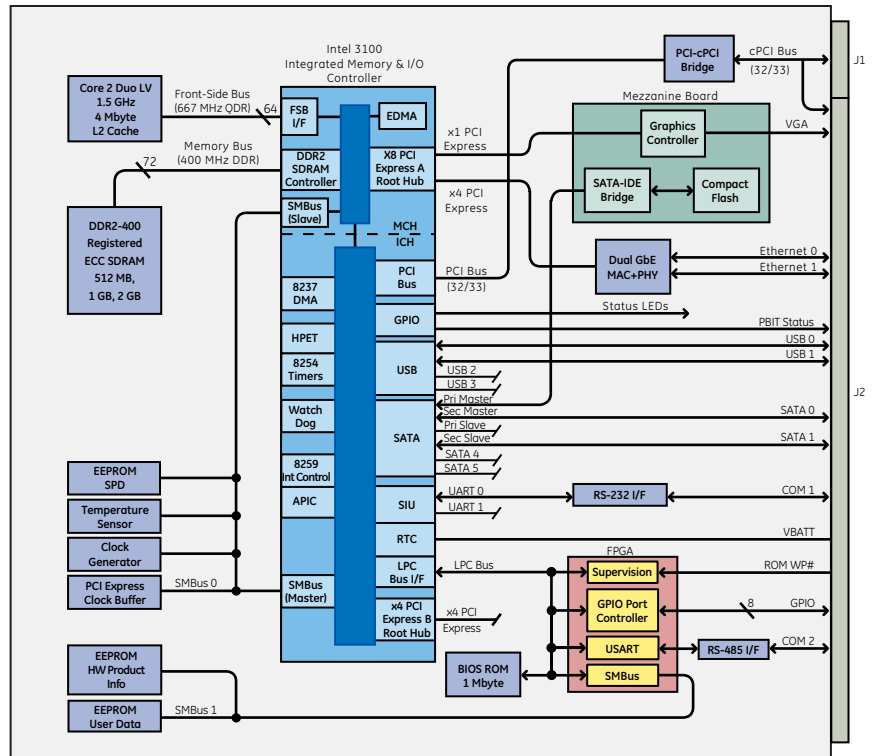 Intel 3100
Integrated Memory & I/O
Controller
Core 2 Duo LV
1.5 GHz
4 Mbyte
L2 Cache
Front-Side Bus
(667 MHz QDR)
64
Memory Bus
(400 MHz DDR)
72
DDR2-400
Registered
ECC SDRAM
512 MB,
1 GB, 2 GB
FSB
I/F
EDMA
DDR2
SDRAM
Controller
X8 PCI
Express A
Root Hub
SMBus
(Slave)
MCH
ICH
8237
DMA
PCI
Bus
GPIO
HPET
8254
Timers
USB
Watch
Dog
SATA
8259
Int Control
APIC
SIU
RTC
LPC
Bus I/F
SMBus
(Master)
x4 PCI
Express B
Root Hub
x1 PCI
Express
x4 PCI
Express
PCI Bus
(32/33)
PCI-cPCI
Bridge
cPCI Bus
(32/33)
J1
Mezzanine Board
Graphics
Controller
VGA
SATA-IDE
Bridge
Compact
Flash
Dual GbE
MAC+PHY
Ethernet 0
Ethernet 1
Status LEDs
PBIT Status
USB 0
USB 1
USB 2
USB 3
Pri Master
Sec Master
SATA 0
Pri Slave
Sec Slave
SATA 1
SATA 4
SATA 5
J2
UART 0
RS-232 I/F
COM 1
UART 1
VBATT
FPGA
LPC Bus
Supervision
ROM WP#
GPIO Port
Controller
8
GPIO
USART
RS-485 I/F
COM 2
SMBus
x4 PCI
Express
BIOS ROM
1 Mbyte
EEPROM
SPD
Temperature
Sensor
Clock
Generator
PCI Express
Clock Buffer
SMBus 0
EEPROM
HW Product
Info
EEPROM
User Data
SMBus 1